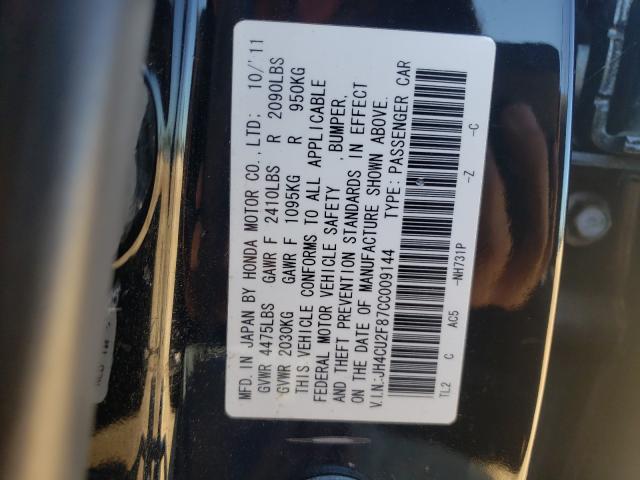 MFD. IN JAPAN BY HONDA MOTOR CO., LTD: 10/'11
GVWR 4475LBS GAWR F 2410LBS R 2090LBS
GVWR 2030KG GAWR F 1095KG R 950KG
THIS VEHICLE CONFORMS TO ALL APPLICABLE
FEDERAL MOTOR VEHICLE SAFETY ,BUMPER,
AND THEFT PREVENTION STANDARDS IN EFFECT
ON THE DATE OF MANUFACTURE SHOWN ABOVE.
V.I.N.:JH4CU2F87CC009144 TYPE:PASSENGER CAR
TL2 C AC5 -NH731P -Z -C